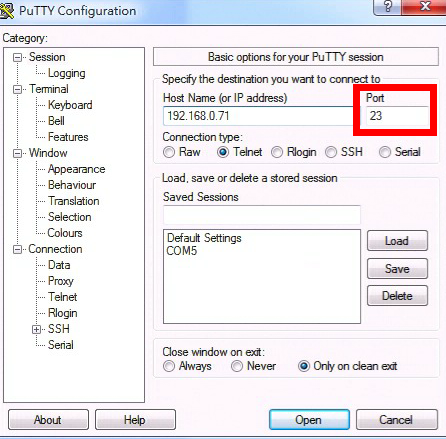 PuTTY Configuration
?
X
Category:
Session
Logging
Terminal
Keyboard
Bell
Features
Window
Appearance
Behaviour
Translation
Selection
Colours
Connection
Data
Proxy
Telnet
Rlogin
SSH
Serial
Basic options for your PuTTY session
Specify the destination you want to connect to
Host Name (or IP address) Port
192.168.0.71 23
Connection type:
Raw Telnet Rlogin SSH Serial
Load, save or delete a stored session
Saved Sessions
Default Settings
COM5
Load
Save
Delete
Close window on exit:
Always Never Only on clean exit
About Help Open Cancel